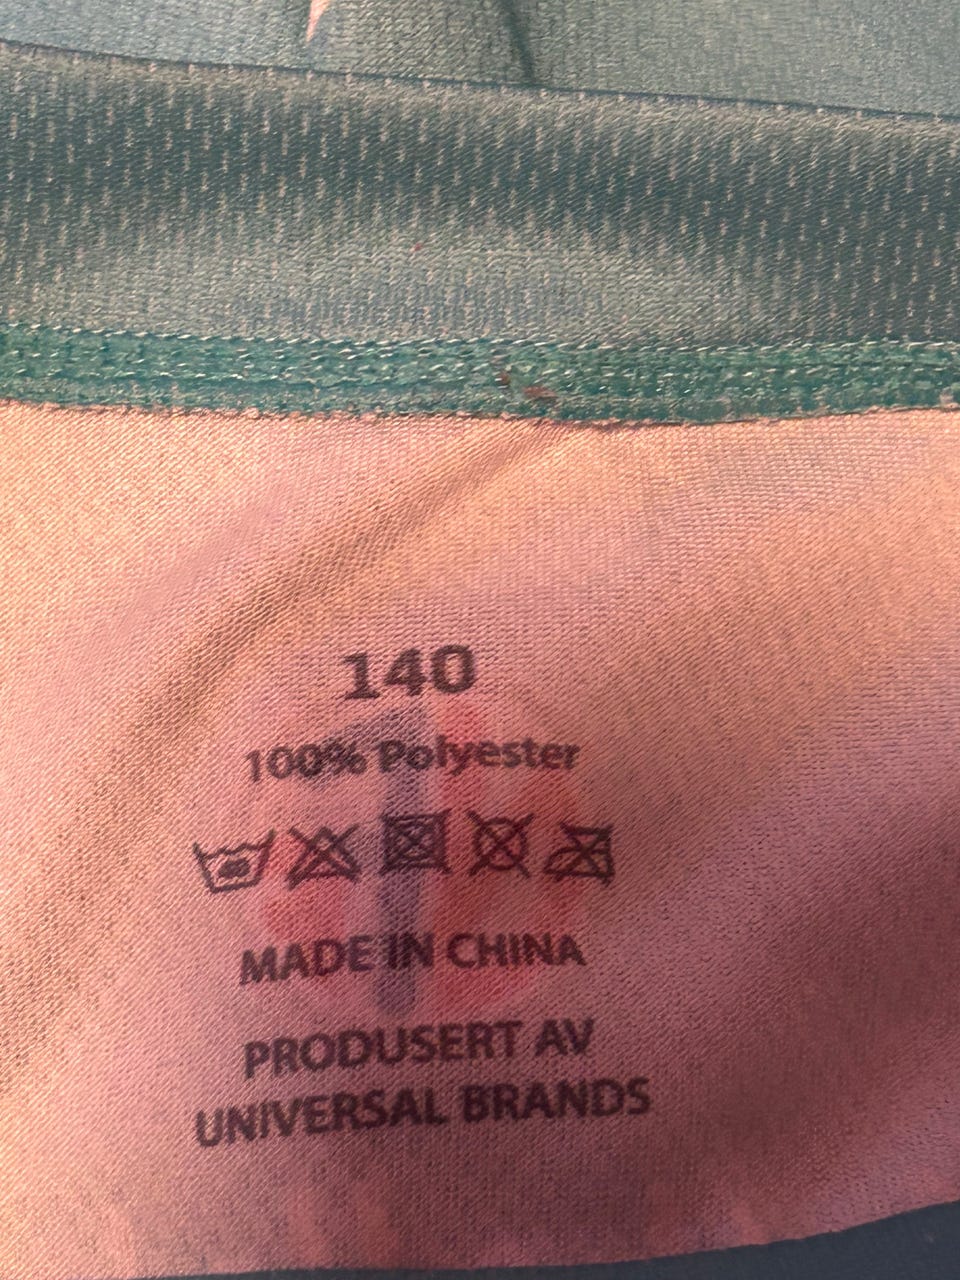 140
100% Polyester
MADE IN CHINA
PRODUSERT AV
UNIVERSAL BRANDS